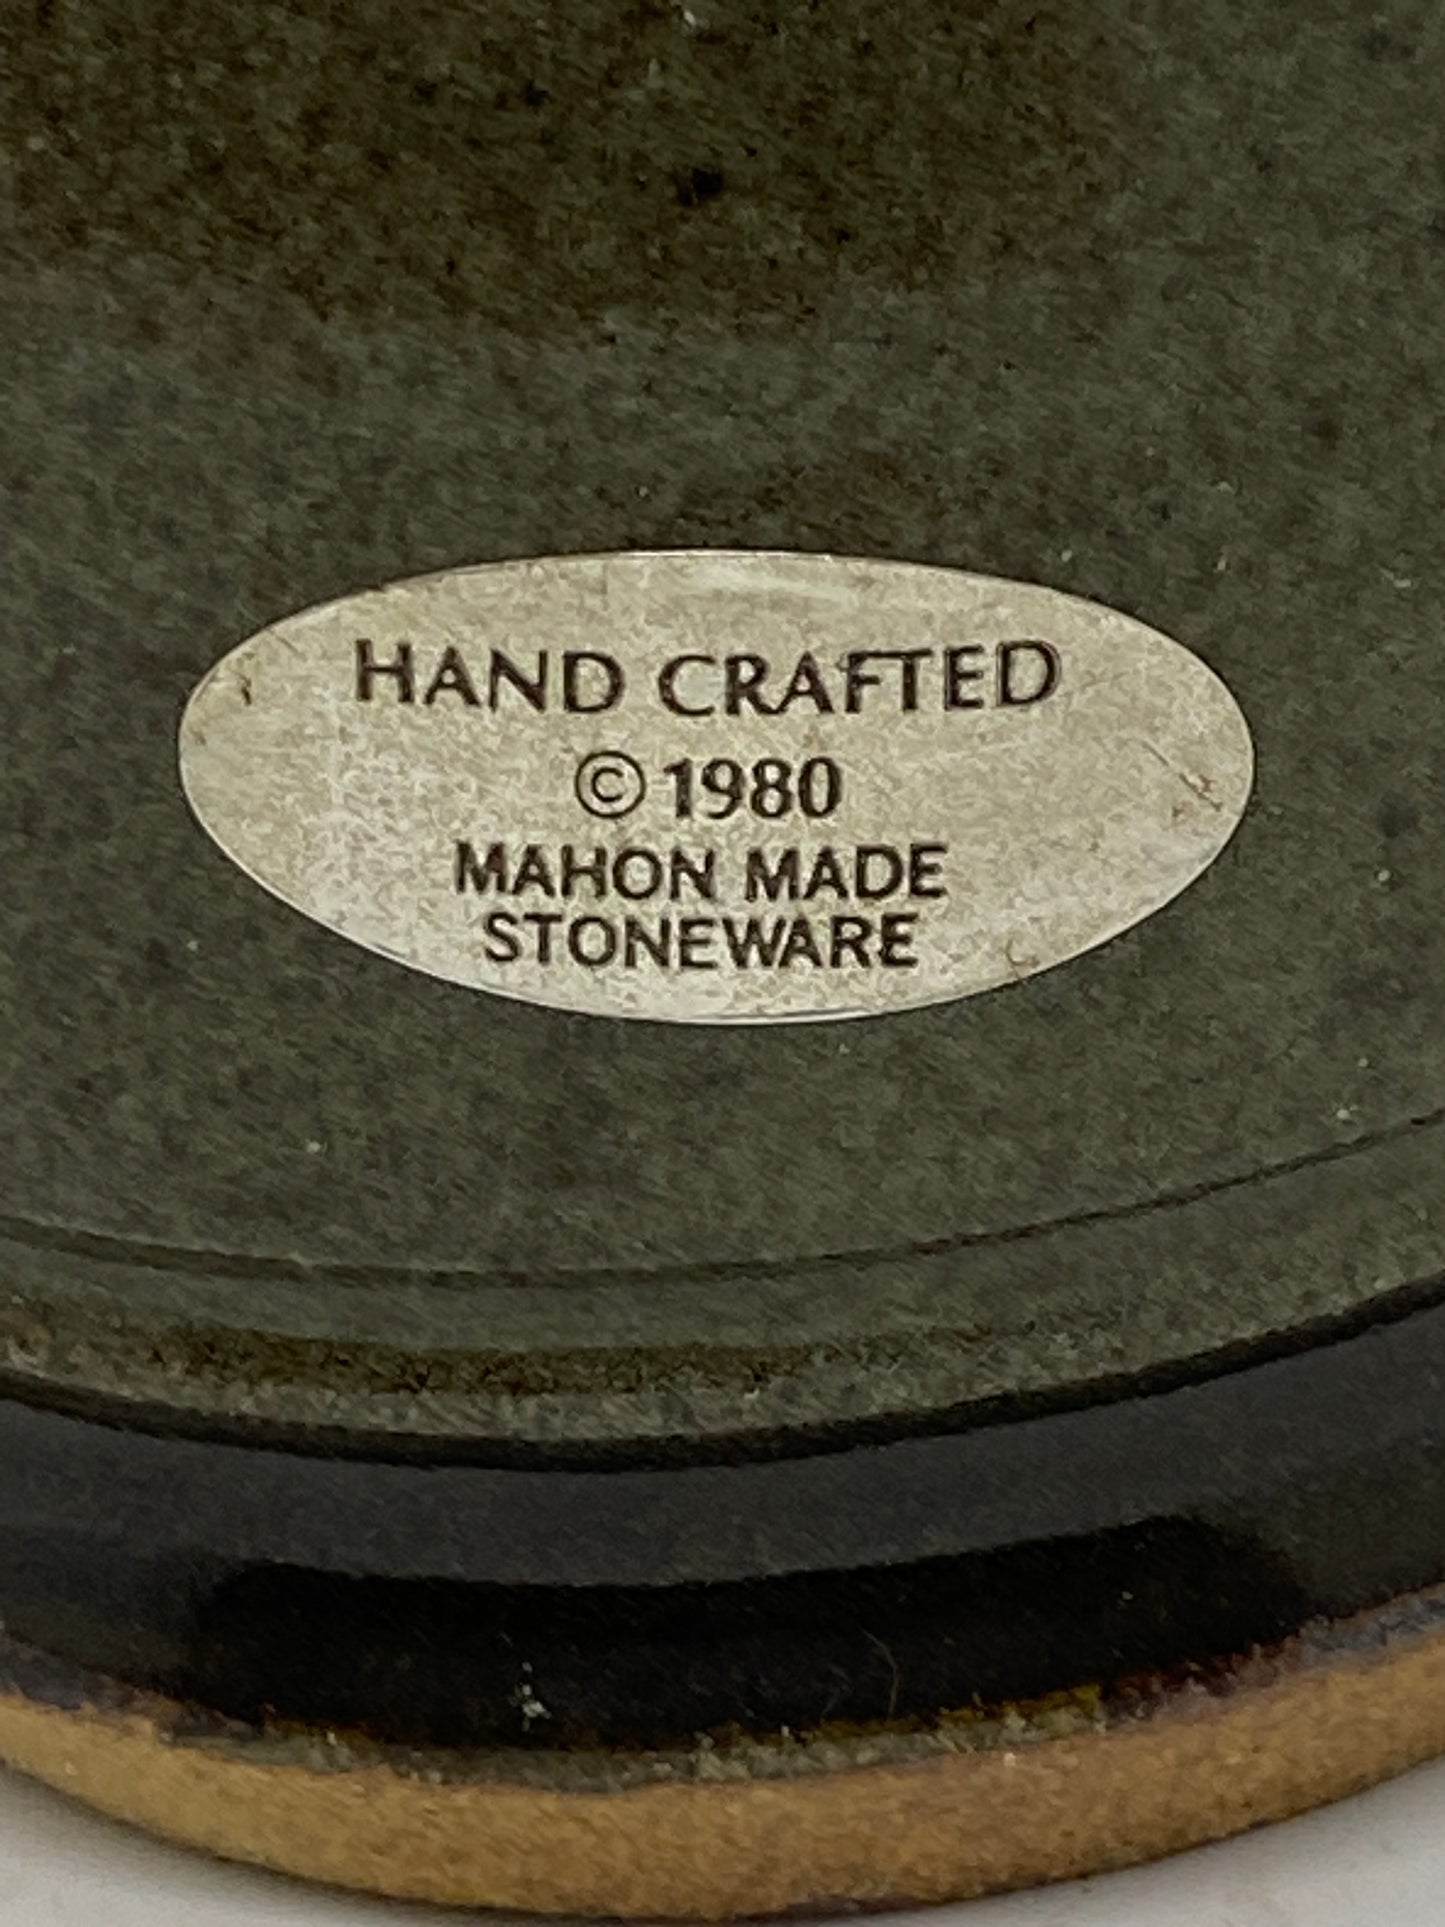 HAND CRAFTED
© 1980
MAHON MADE
STONEWARE